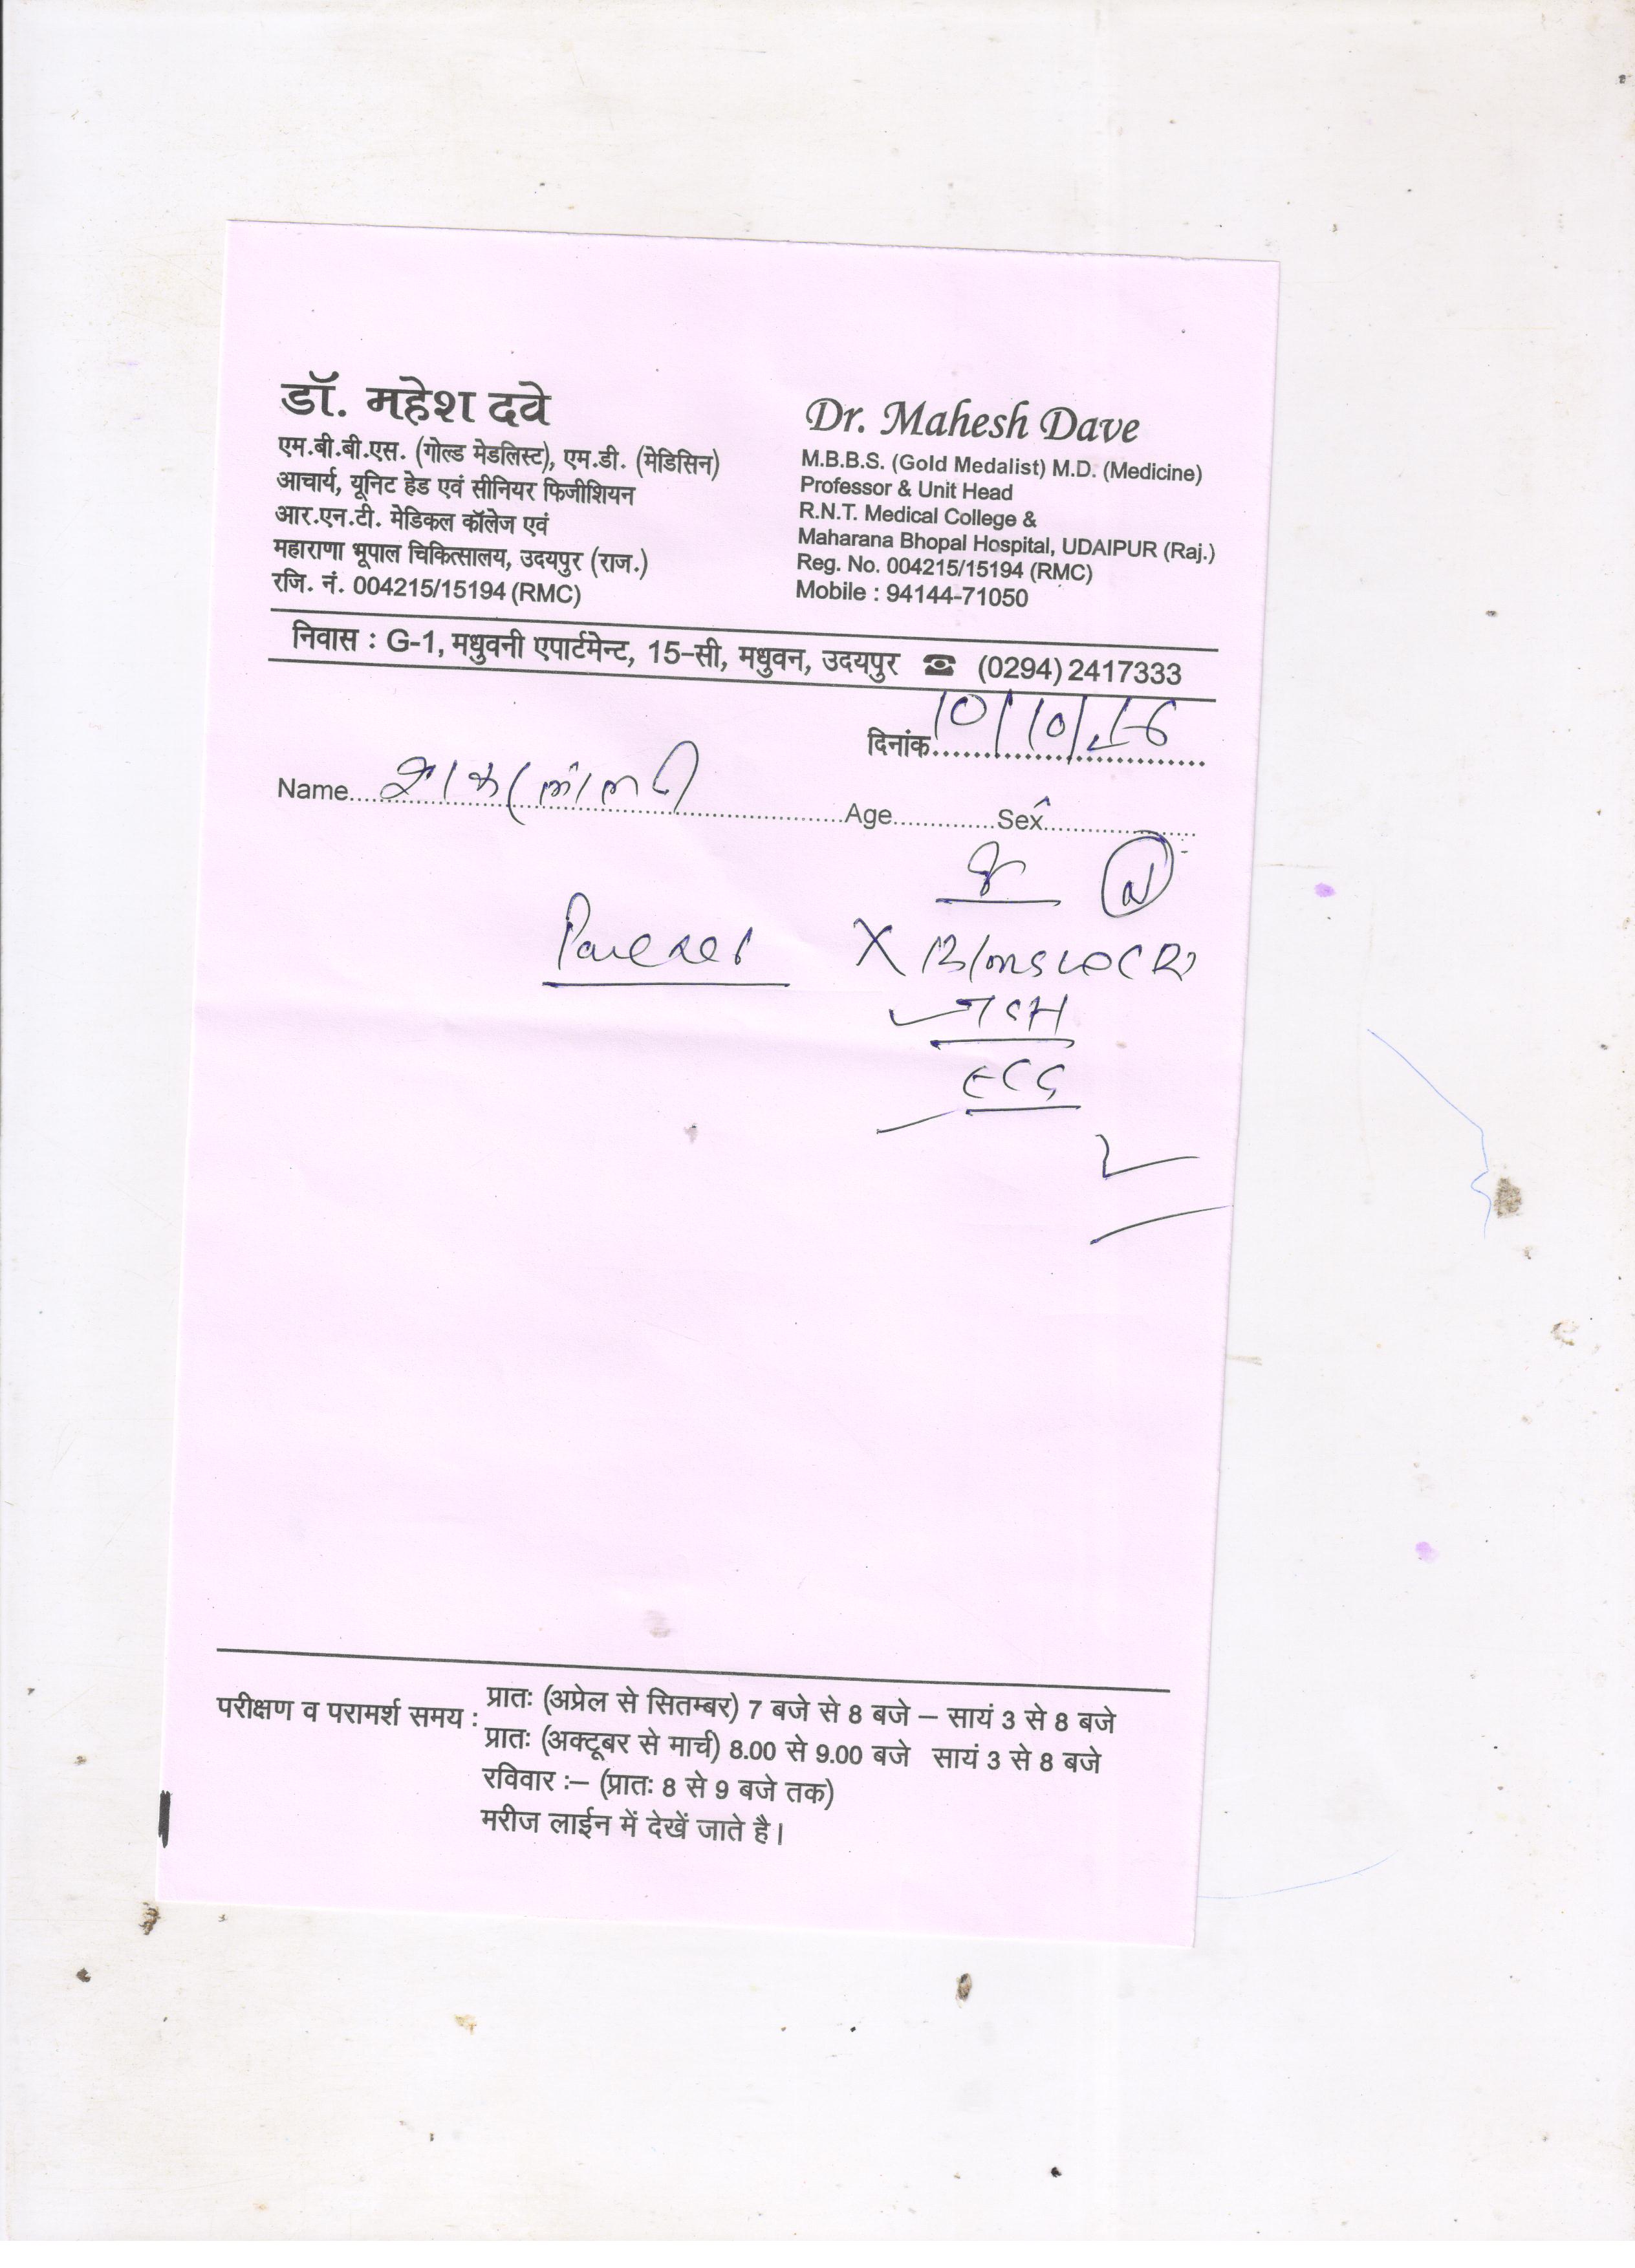 डॉ. महेश दवे
एम.बी.बी.एस. (गोल्ड मेडलिस्ट), एम.डी. (मेडिसिन)
आचार्य, यूनिट हेड एवं सीनियर फिजीशियन
आर.एन.टी. मेडिकल कॉलेज एवं
महाराणा भूपाल चिकित्सालय, उदयपुर (राज.)
रजि. नं. 004215/15194 (RMC)
Dr. Mahesh Dave
M.B.B.S. (Gold Medalist) M.D. (Medicine)
Professor & Unit Head
R.N.T. Medical College &
Maharana Bhopal Hospital, UDAIPUR (Raj.)
Reg. No. 004215/15194 (RMC)
Mobile : 94144-71050
निवास : G-1, मधुवनी एपार्टमेन्ट, 15-सी, मधुवन, उदयपुर ☎ (0294) 2417333
दिनांक 10/10/16
Name Age Sex
N
TSH
ECG
परीक्षण व परामर्श समय : प्रातः (अप्रेल से सितम्बर) 7 बजे से 8 बजे – सायं 3 से 8 बजे
प्रातः (अक्टूबर से मार्च) 8.00 से 9.00 बजे सायं 3 से 8 बजे
रविवार :– (प्रातः 8 से 9 बजे तक)
मरीज लाईन में देखें जाते है।